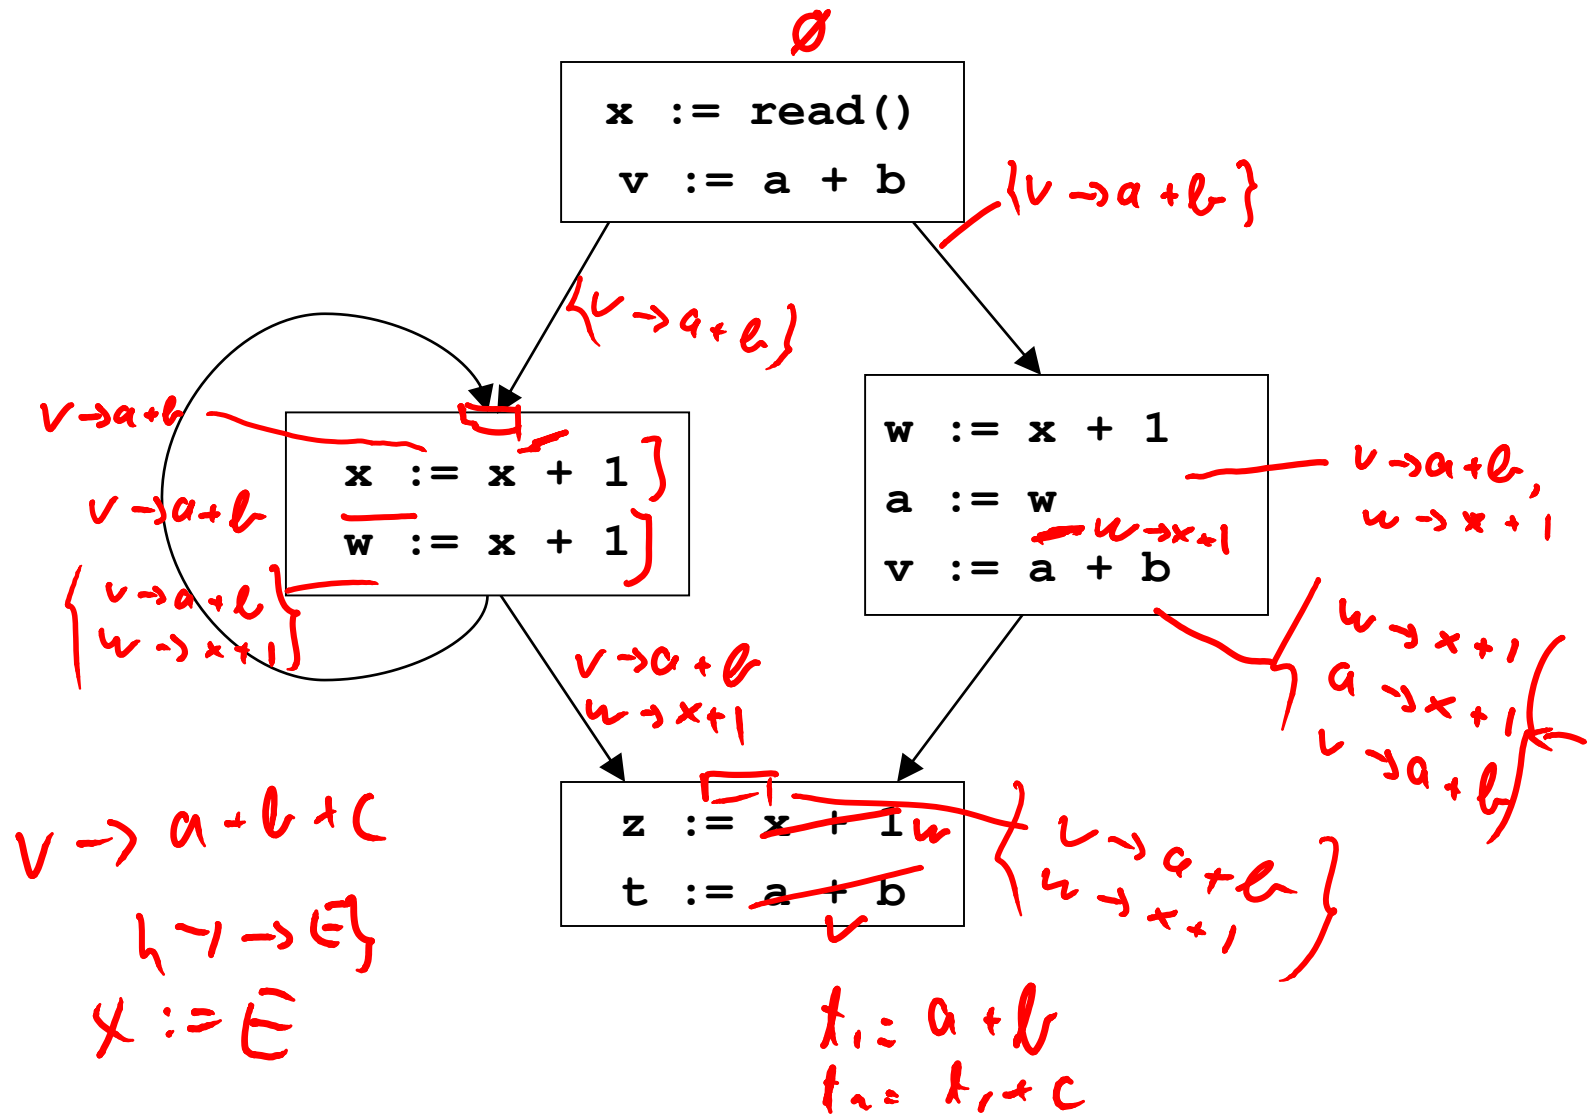 ∅
x := read()
v := a + b
{v → a + b}
{v → a + b}
v → a + b
x := x + 1
w := x + 1
v → a + b
{v → a + b
w → x + 1}
w := x + 1
a := w
w → x + 1
v := a + b
v → a + b,
w → x + 1
{w → x + 1
a → x + 1
v → a + b}
v → a + b
w → x + 1
z := x + 1 w
t := a + b
v
{v → a + b
w → x + 1}
v → a + b + c
x := E
t₁ = a + b
t₂ = t₁ + c